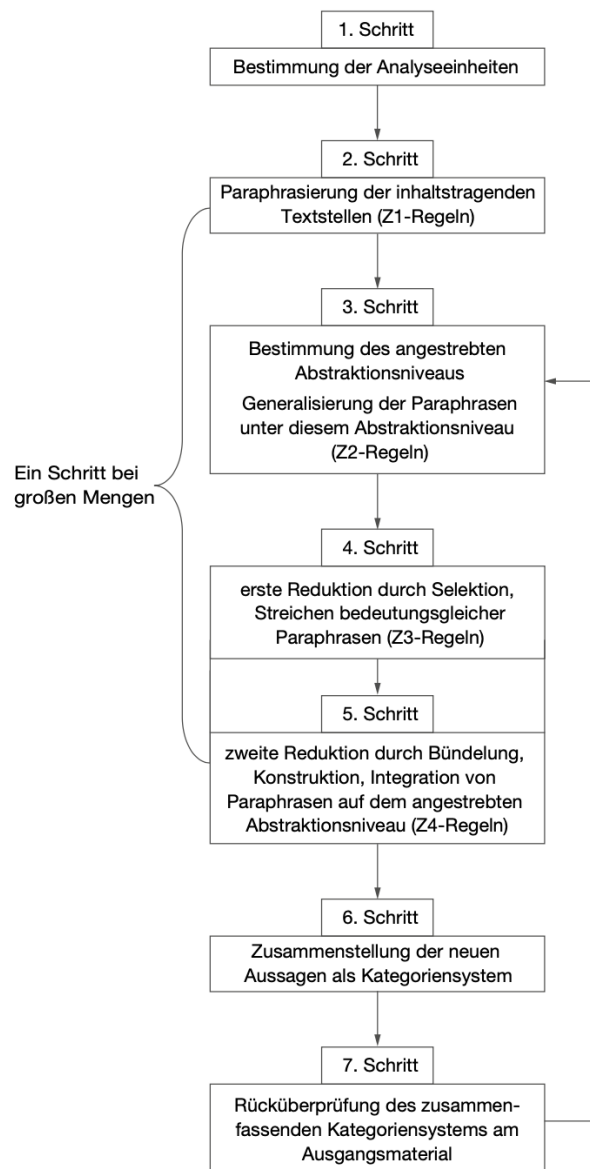 1. Schritt
Bestimmung der Analyseeinheiten
2. Schritt
Paraphrasierung der inhaltstragenden
Textstellen (Z1-Regeln)
3. Schritt
Bestimmung des angestrebten
Abstraktionsniveaus
Generalisierung der Paraphrasen
unter diesem Abstraktionsniveau
(Z2-Regeln)
Ein Schritt bei
großen Mengen
4. Schritt
erste Reduktion durch Selektion,
Streichen bedeutungsgleicher
Paraphrasen (Z3-Regeln)
5. Schritt
zweite Reduktion durch Bündelung,
Konstruktion, Integration von
Paraphrasen auf dem angestrebten
Abstraktionsniveau (Z4-Regeln)
6. Schritt
Zusammenstellung der neuen
Aussagen als Kategoriensystem
7. Schritt
Rücküberprüfung des zusammen-
fassenden Kategoriensystems am
Ausgangsmaterial